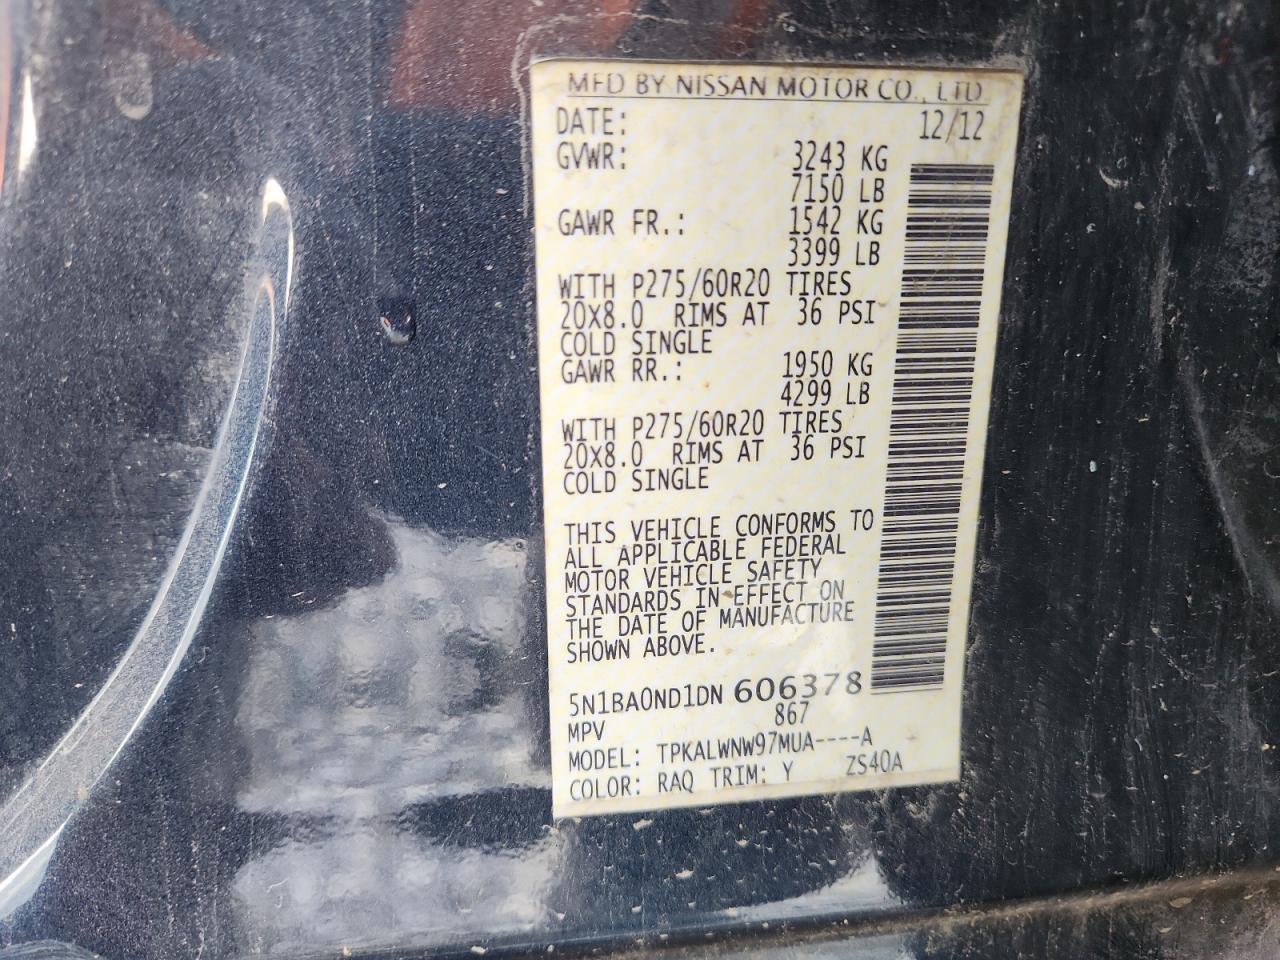 MFD BY NISSAN MOTOR CO., LTD
DATE: 12/12
GVWR: 3243 KG
7150 LB
GAWR FR.: 1542 KG
3399 LB
WITH P275/60R20 TIRES
20X8.0 RIMS AT 36 PSI
COLD SINGLE
GAWR RR.: 1950 KG
4299 LB
WITH P275/60R20 TIRES
20X8.0 RIMS AT 36 PSI
COLD SINGLE
THIS VEHICLE CONFORMS TO
ALL APPLICABLE FEDERAL
MOTOR VEHICLE SAFETY
STANDARDS IN EFFECT ON
THE DATE OF MANUFACTURE
SHOWN ABOVE.
5N1BA0ND1DN 606378
MPV 867
MODEL: TPKALWNW97MUA----A
COLOR: RAQ TRIM: Y ZS40A